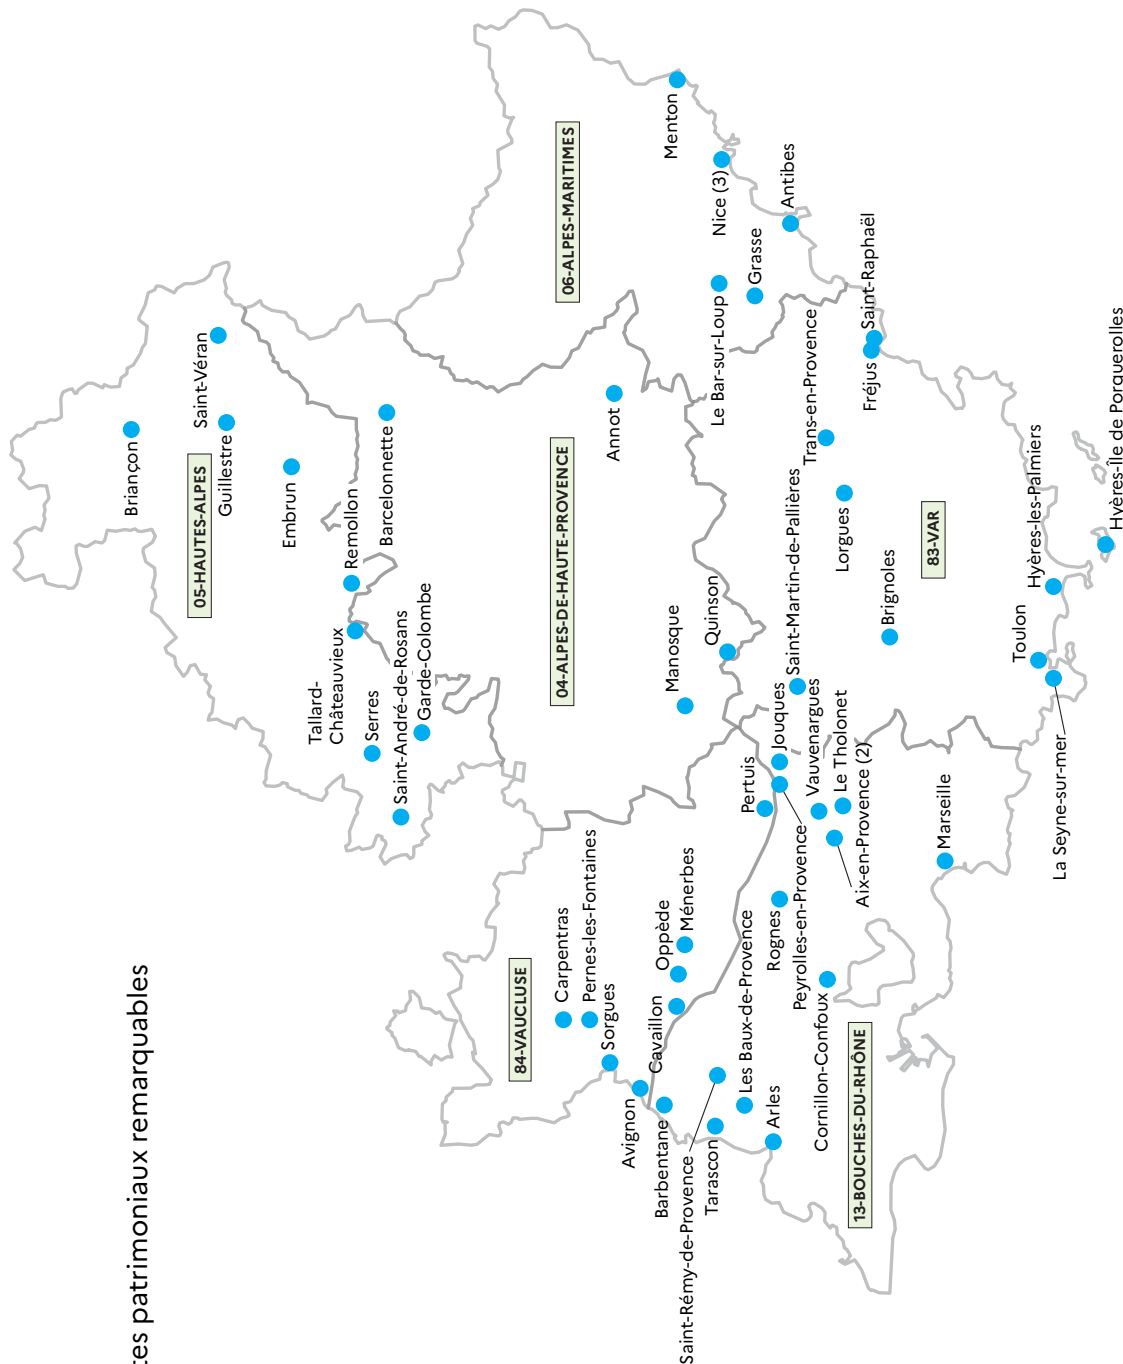 tes patrimoniaux remarquables
05-HAUTES-ALPES
Briançon
Saint-Véran
Guillestre
Embrun
Remollon
Tallard-
Châteauvieux
Serres
Saint-André-de-Rosans
Garde-Colombe
04-ALPES-DE-HAUTE-PROVENCE
Barcelonnette
Annot
Manosque
Quinson
06-ALPES-MARITIMES
Menton
Nice (3)
Antibes
Grasse
Le Bar-sur-Loup
84-VAUCLUSE
Carpentras
Pernes-les-Fontaines
Sorgues
Avignon
Cavaillon
Oppède
Ménerbes
Pertuis
13-BOUCHES-DU-RHÔNE
Barbentane
Saint-Rémy-de-Provence
Tarascon
Les Baux-de-Provence
Arles
Cornillon-Confoux
Rognes
Peyrolles-en-Provence
Jouques
Vauvenargues
Le Tholonet
Aix-en-Provence (2)
Marseille
83-VAR
Saint-Martin-de-Pallières
Trans-en-Provence
Fréjus
Saint-Raphaël
Lorgues
Brignoles
Toulon
La Seyne-sur-mer
Hyères-les-Palmiers
Hyères-Île de Porquerolles